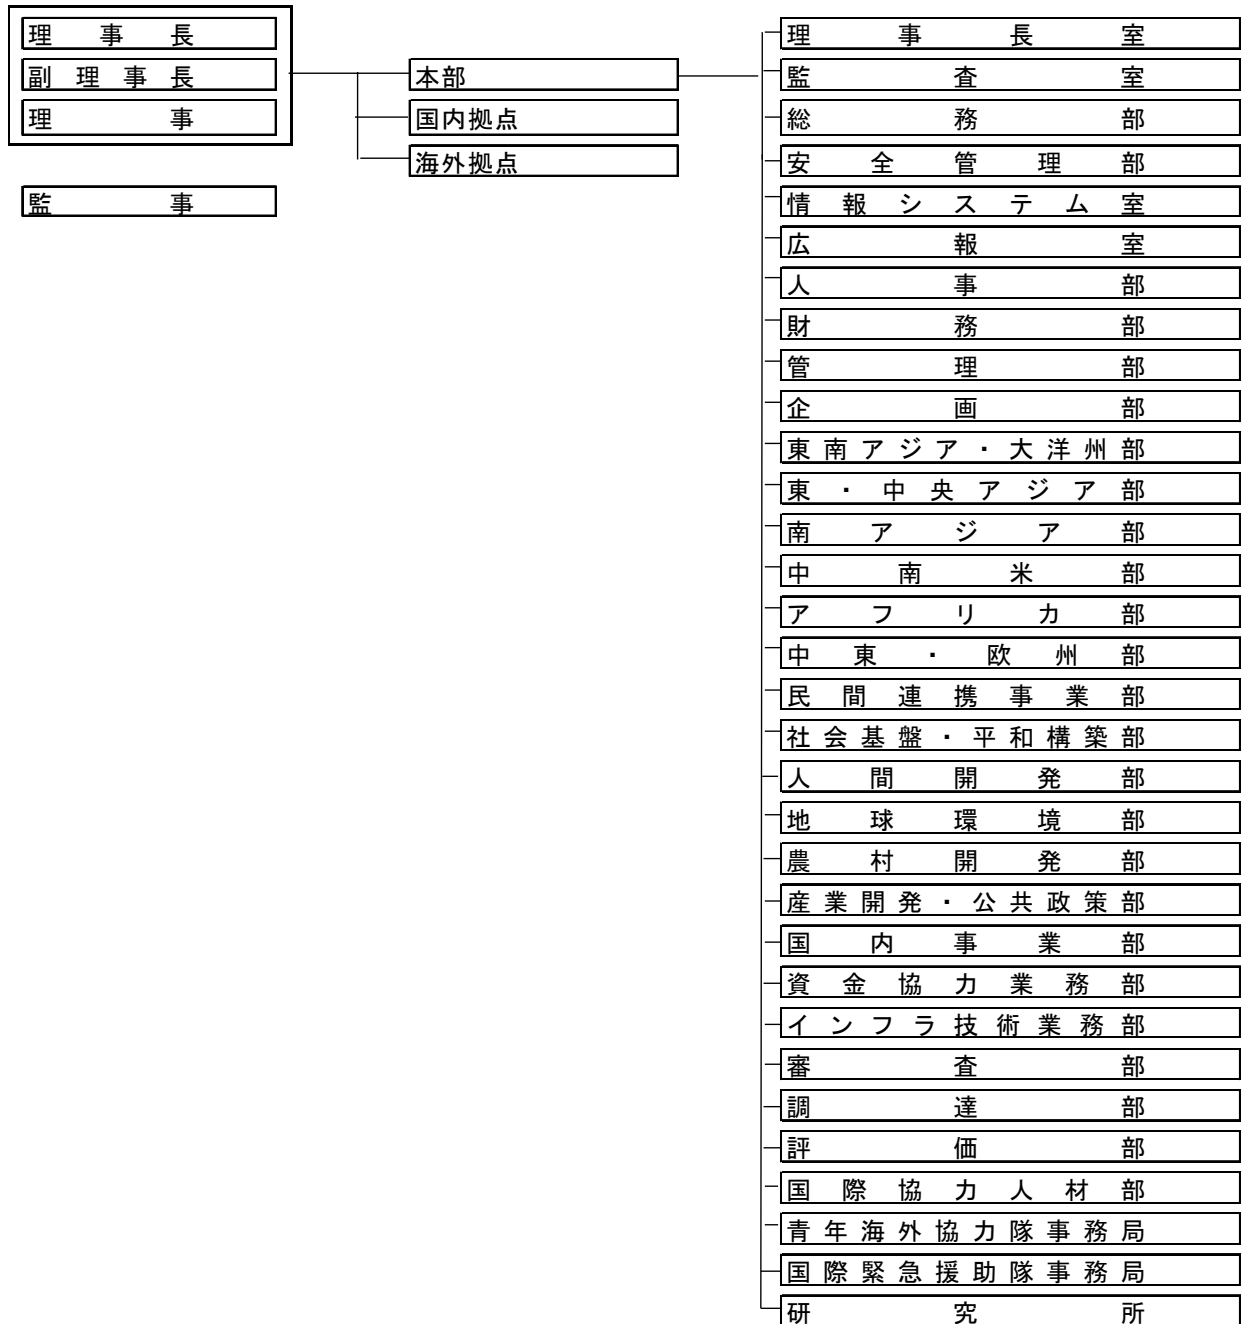 理事長
副理事長
理事
監事
本部
国内拠点
海外拠点
理事長室
監査室
総務部
安全管理部
情報システム室
広報室
人事部
財務部
管理部
企画部
東南アジア・大洋州部
東・中央アジア部
南アジア部
中南米部
アフリカ部
中東・欧州部
民間連携事業部
社会基盤・平和構築部
人間開発部
地球環境部
農村開発部
産業開発・公共政策部
国内事業部
資金協力業務部
インフラ技術業務部
審査部
調達部
評価部
国際協力人材部
青年海外協力隊事務局
国際緊急援助隊事務局
研究所